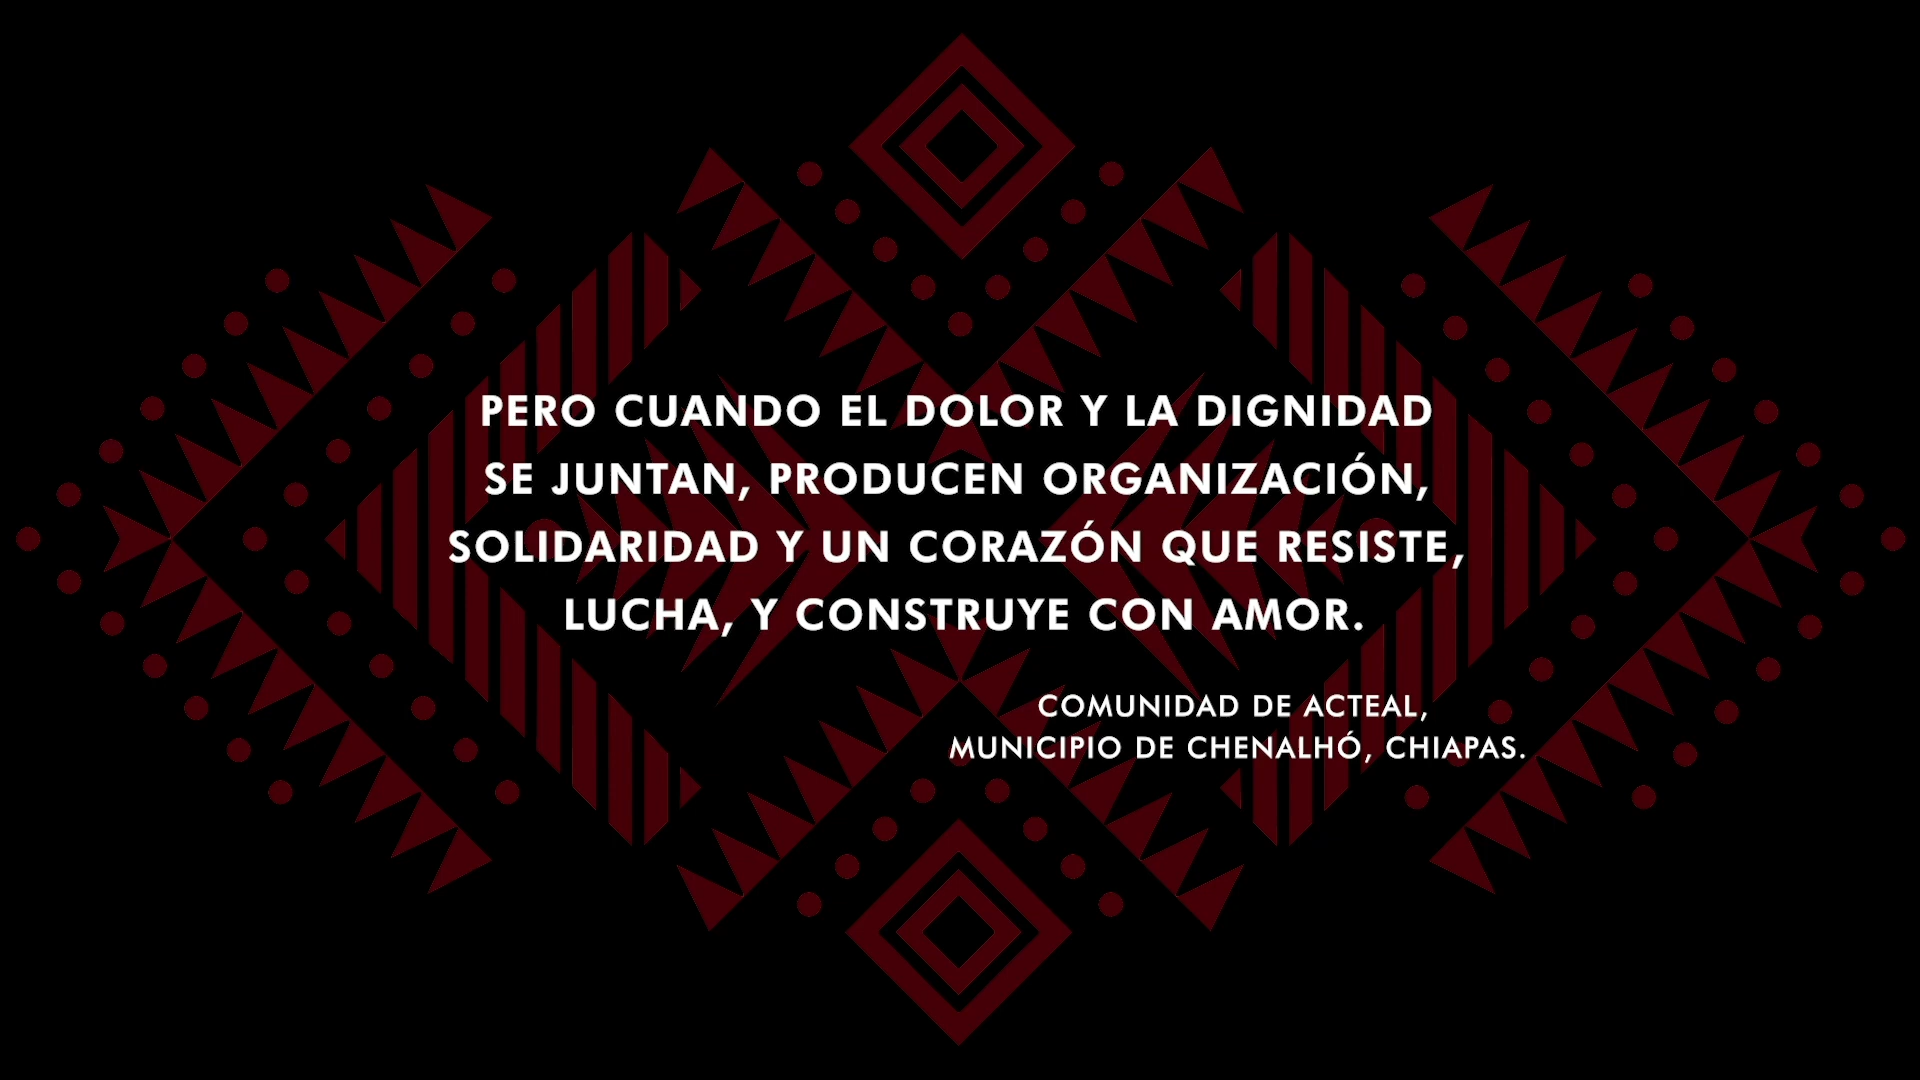 PERO CUANDO EL DOLOR Y LA DIGNIDAD
SE JUNTAN, PRODUCEN ORGANIZACIÓN,
SOLIDARIDAD Y UN CORAZÓN QUE RESISTE,
LUCHA, Y CONSTRUYE CON AMOR.
COMUNIDAD DE ACTEAL,
MUNICIPIO DE CHENALHÓ, CHIAPAS.